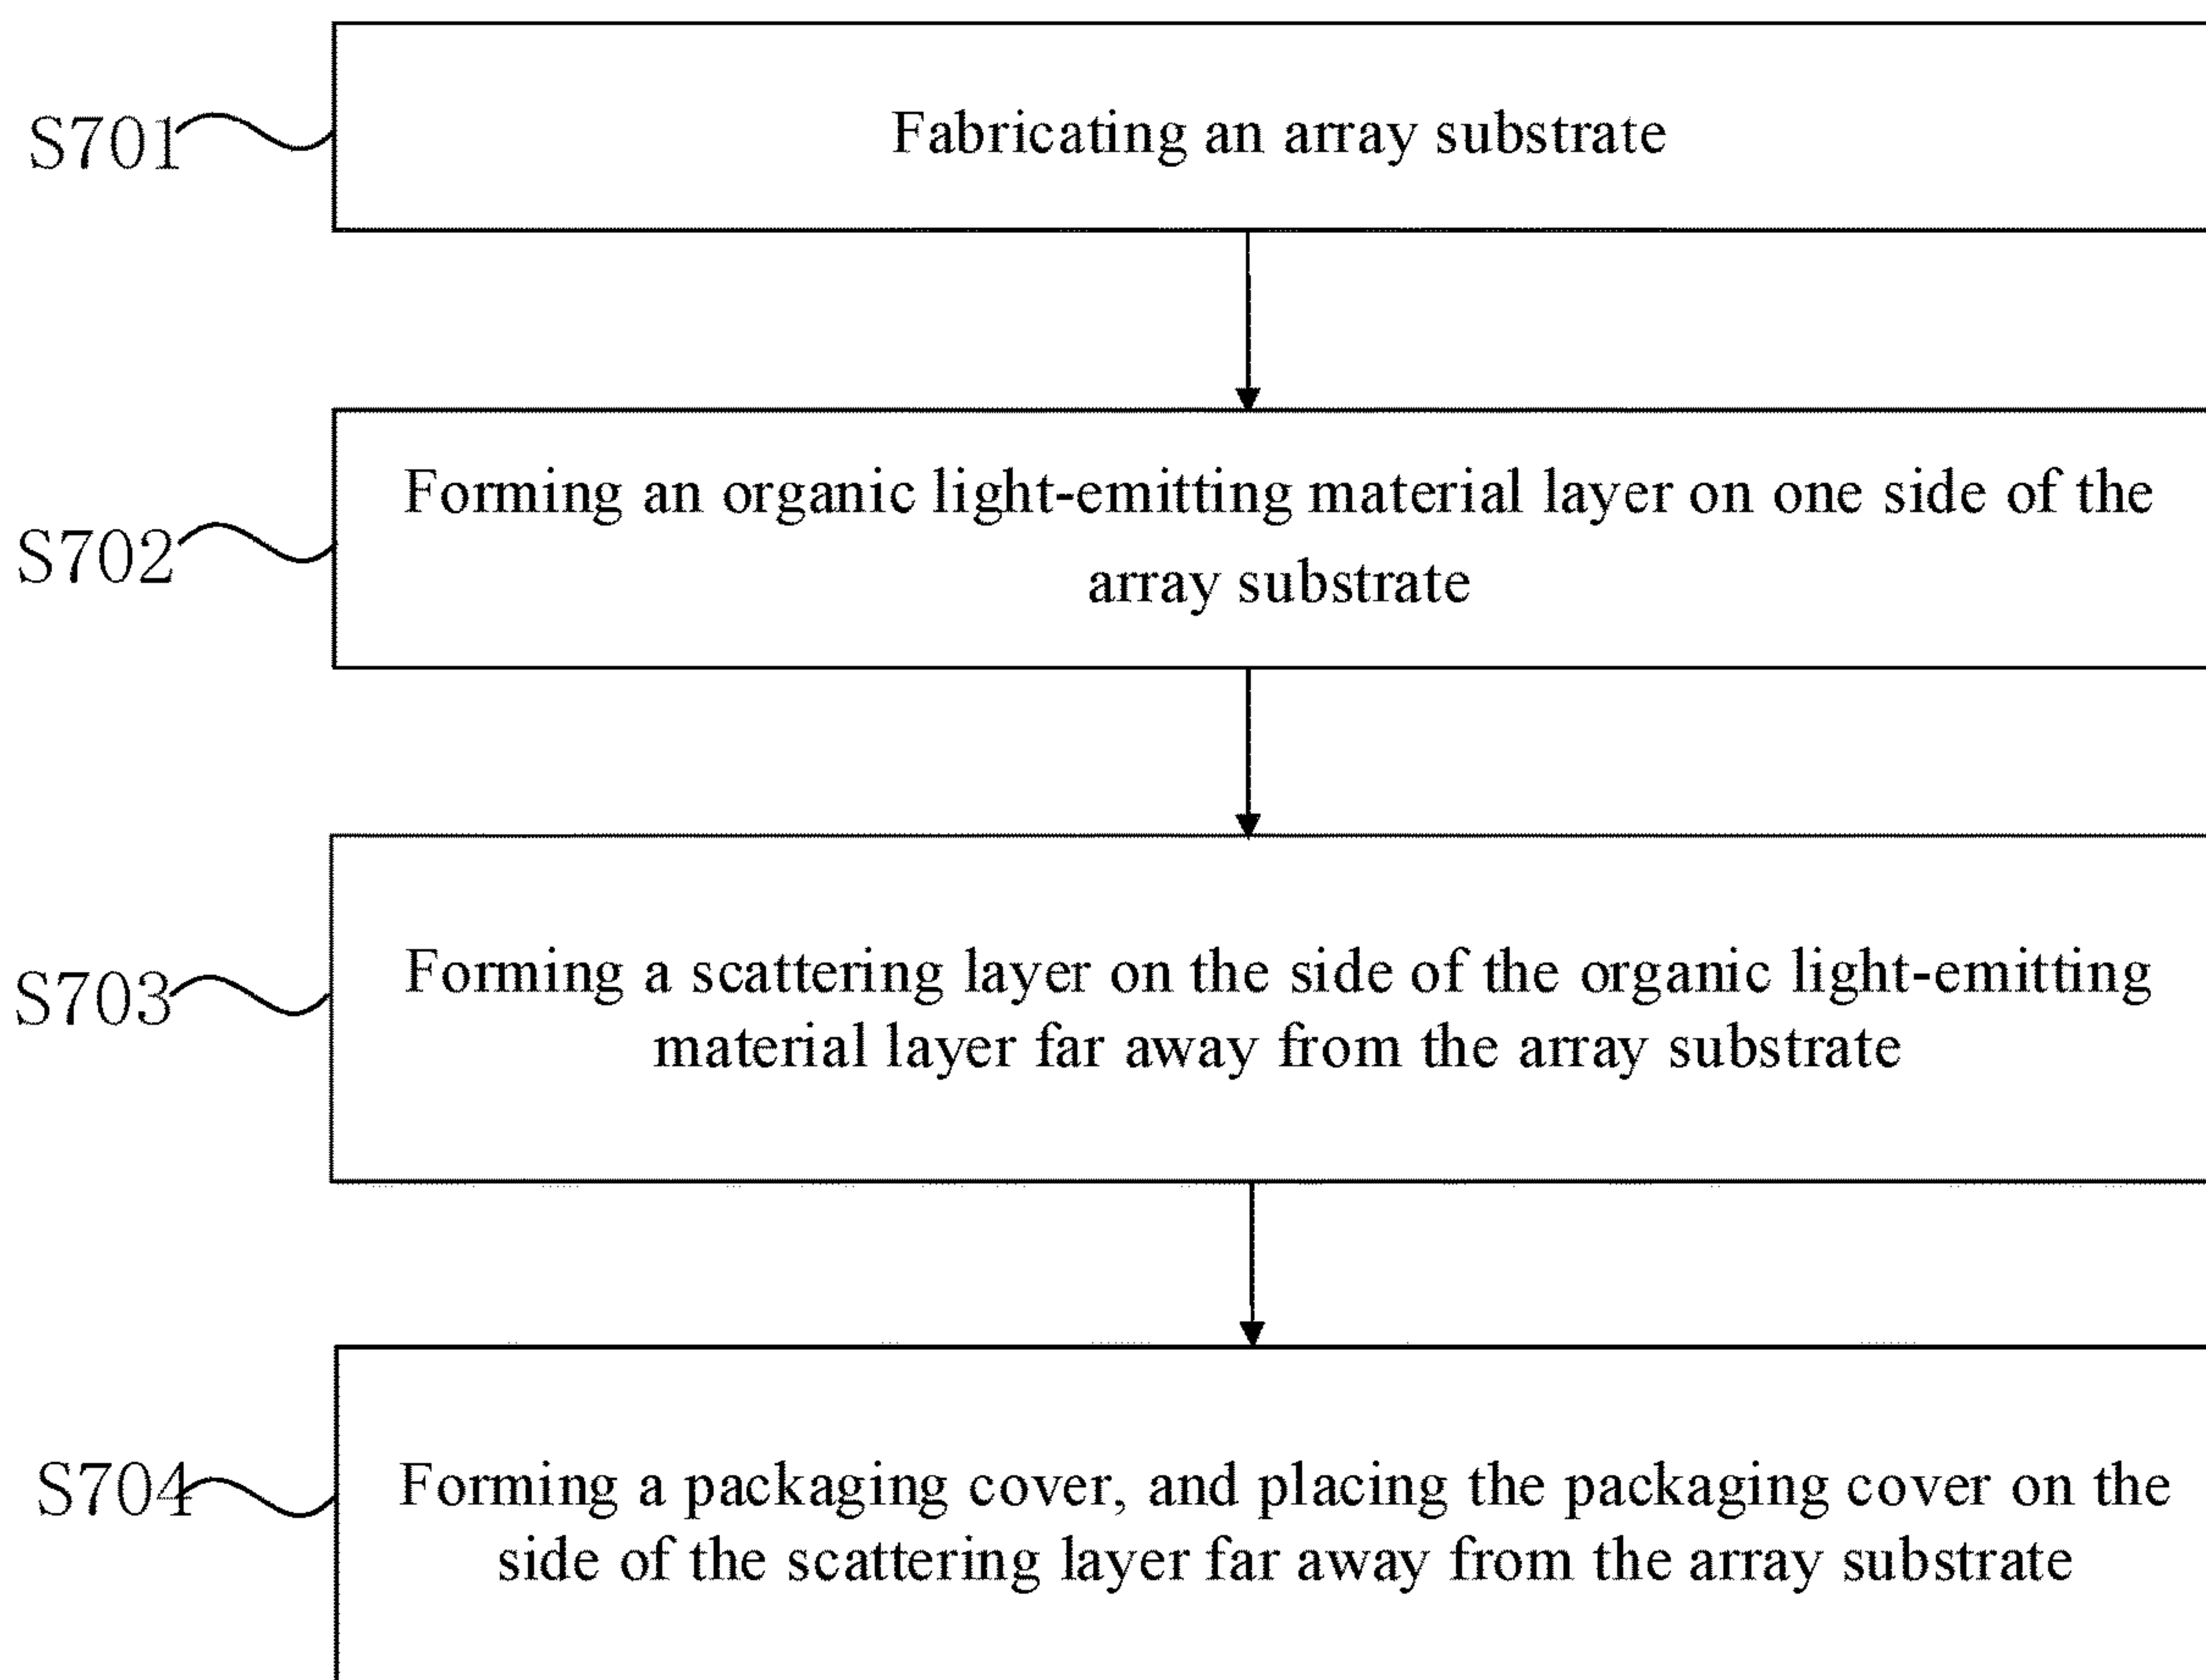 S701
Fabricating an array substrate
S702
Forming an organic light-emitting material layer on one side of the
array substrate
S703
Forming a scattering layer on the side of the organic light-emitting
material layer far away from the array substrate
S704
Forming a packaging cover, and placing the packaging cover on the
side of the scattering layer far away from the array substrate